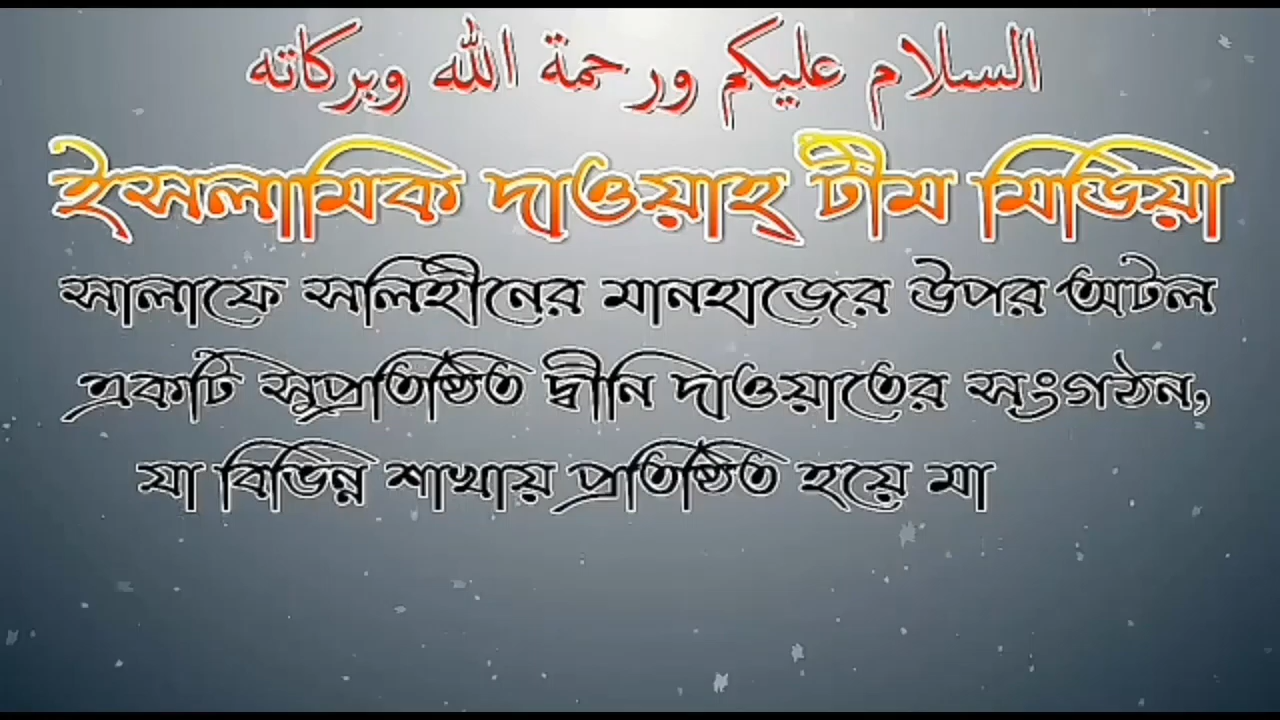 السلام عليكم ورحمة الله وبركاته
ইসলামিক দাওয়াহ্ টীম মিডিয়া
সালাফে সলিহীনের মানহাজের উপর অটল
একটি সুপ্রতিষ্ঠিত দ্বীনি দাওয়াতের সংগঠন,
যা বিভিন্ন শাখায় প্রতিষ্ঠিত হয়ে মা